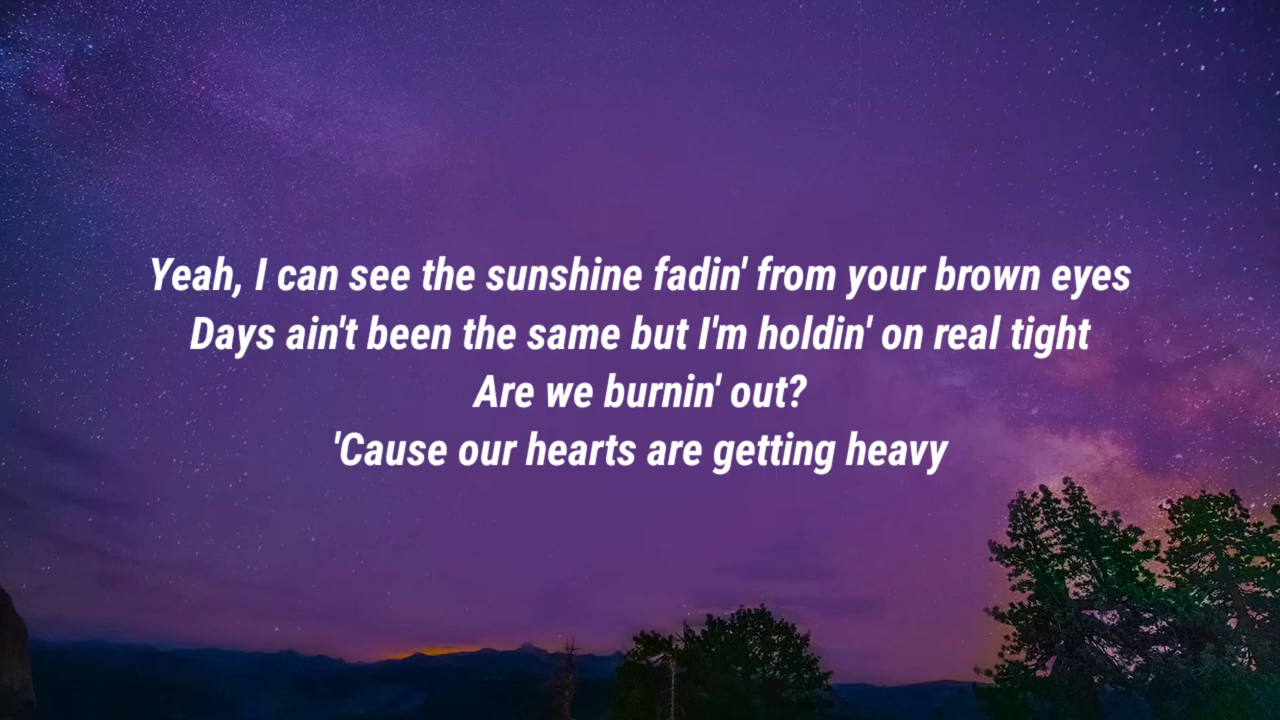 Yeah, I can see the sunshine fadin' from your brown eyes
Days ain't been the same but I'm holdin' on real tight
Are we burnin' out?
'Cause our hearts are getting heavy